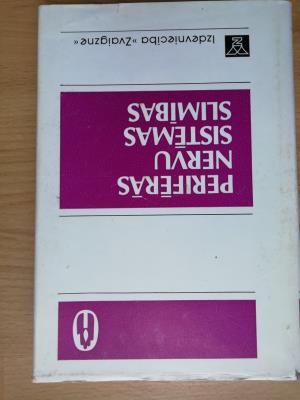 PERIFĒRĀS
NERVU
SISTĒMAS
SLIMĪBAS
Izdevniecība »Zvaigzne«